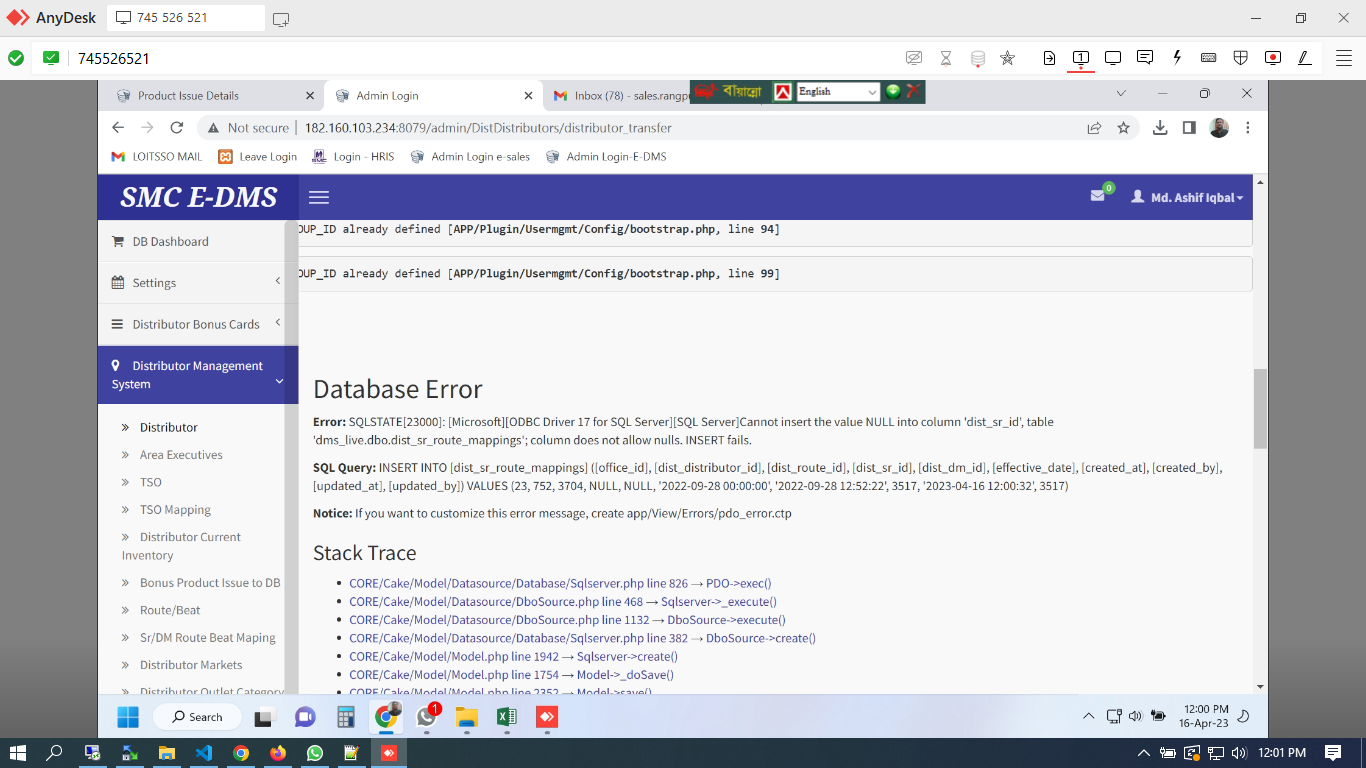 AnyDesk
745 526 521
745526521
Product Issue Details
Admin Login
Inbox (78) - sales.rangp
বায়ান্নো
English
Not secure
182.160.103.234:8079/admin/DistDistributors/distributor_transfer
LOITSSO MAIL
Leave Login
Login - HRIS
Admin Login e-sales
Admin Login-E-DMS
SMC E-DMS
0
Md. Ashif Iqbal
DB Dashboard
Settings
Distributor Bonus Cards
Distributor Management
System
Distributor
Area Executives
TSO
TSO Mapping
Distributor Current
Inventory
Bonus Product Issue to DB
Route/Beat
Sr/DM Route Beat Maping
Distributor Markets
Distributor Outlet Category
OUP_ID already defined [APP/Plugin/Usermgmt/Config/bootstrap.php, line 94]
OUP_ID already defined [APP/Plugin/Usermgmt/Config/bootstrap.php, line 99]
Database Error
Error: SQLSTATE[23000]: [Microsoft][ODBC Driver 17 for SQL Server][SQL Server]Cannot insert the value NULL into column 'dist_sr_id', table
'dms_live.dbo.dist_sr_route_mappings'; column does not allow nulls. INSERT fails.
SQL Query: INSERT INTO [dist_sr_route_mappings] ([office_id], [dist_distributor_id], [dist_route_id], [dist_sr_id], [dist_dm_id], [effective_date], [created_at], [created_by],
[updated_at], [updated_by]) VALUES (23, 752, 3704, NULL, NULL, '2022-09-28 00:00:00', '2022-09-28 12:52:22', 3517, '2023-04-16 12:00:32', 3517)
Notice: If you want to customize this error message, create app/View/Errors/pdo_error.ctp
Stack Trace
• CORE/Cake/Model/Datasource/Database/Sqlserver.php line 826 → PDO->exec()
• CORE/Cake/Model/Datasource/DboSource.php line 468 → Sqlserver->_execute()
• CORE/Cake/Model/Datasource/DboSource.php line 1132 → DboSource->execute()
• CORE/Cake/Model/Datasource/Database/Sqlserver.php line 382 → DboSource->create()
• CORE/Cake/Model/Model.php line 1942 → Sqlserver->create()
• CORE/Cake/Model/Model.php line 1754 → Model->_doSave()
• CORE/Cake/Model/Model.php line 2352 → Model->save()
Search
1
12:00 PM
16-Apr-23
12:01 PM